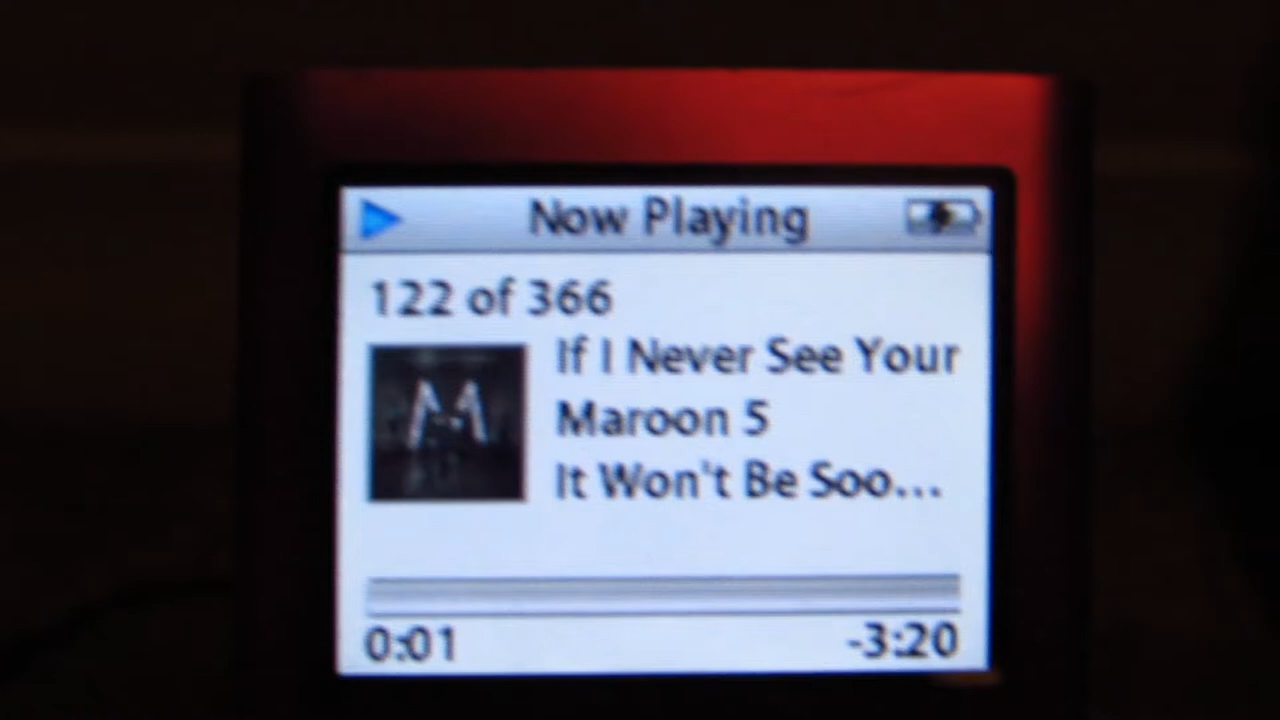 Now Playing
122 of 366
If I Never See Your
Maroon 5
It Won't Be Soo...
0:01
-3:20